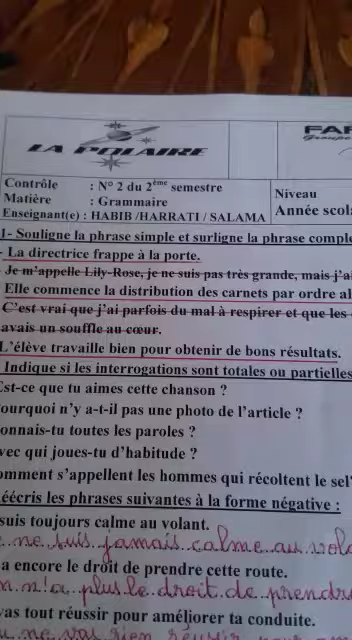 LA POLAIRE
FAR
Groupe
Contrôle : N° 2 du 2ème semestre
Matière : Grammaire
Enseignant(e) : HABIB /HARRATI / SALAMA
Niveau
Année scola
1- Souligne la phrase simple et surligne la phrase comple
- La directrice frappe à la porte.
- Je m'appelle Lily-Rose, je ne suis pas très grande, mais j'ai
Elle commence la distribution des carnets par ordre al
C'est vrai que j'ai parfois du mal à respirer et que les
avais un souffle au cœur.
L'élève travaille bien pour obtenir de bons résultats.
Indique si les interrogations sont totales ou partielles
Est-ce que tu aimes cette chanson ?
ourquoi n'y a-t-il pas une photo de l'article ?
onnais-tu toutes les paroles ?
vec qui joues-tu d'habitude ?
omment s'appellent les hommes qui récoltent le sel?
éécris les phrases suivantes à la forme négative :
suis toujours calme au volant.
ne suis jamais calme au vola
a encore le droit de prendre cette route.
n n'a plus le droit de prendre
vas tout réussir pour améliorer ta conduite.
ne vas rien réussir pour